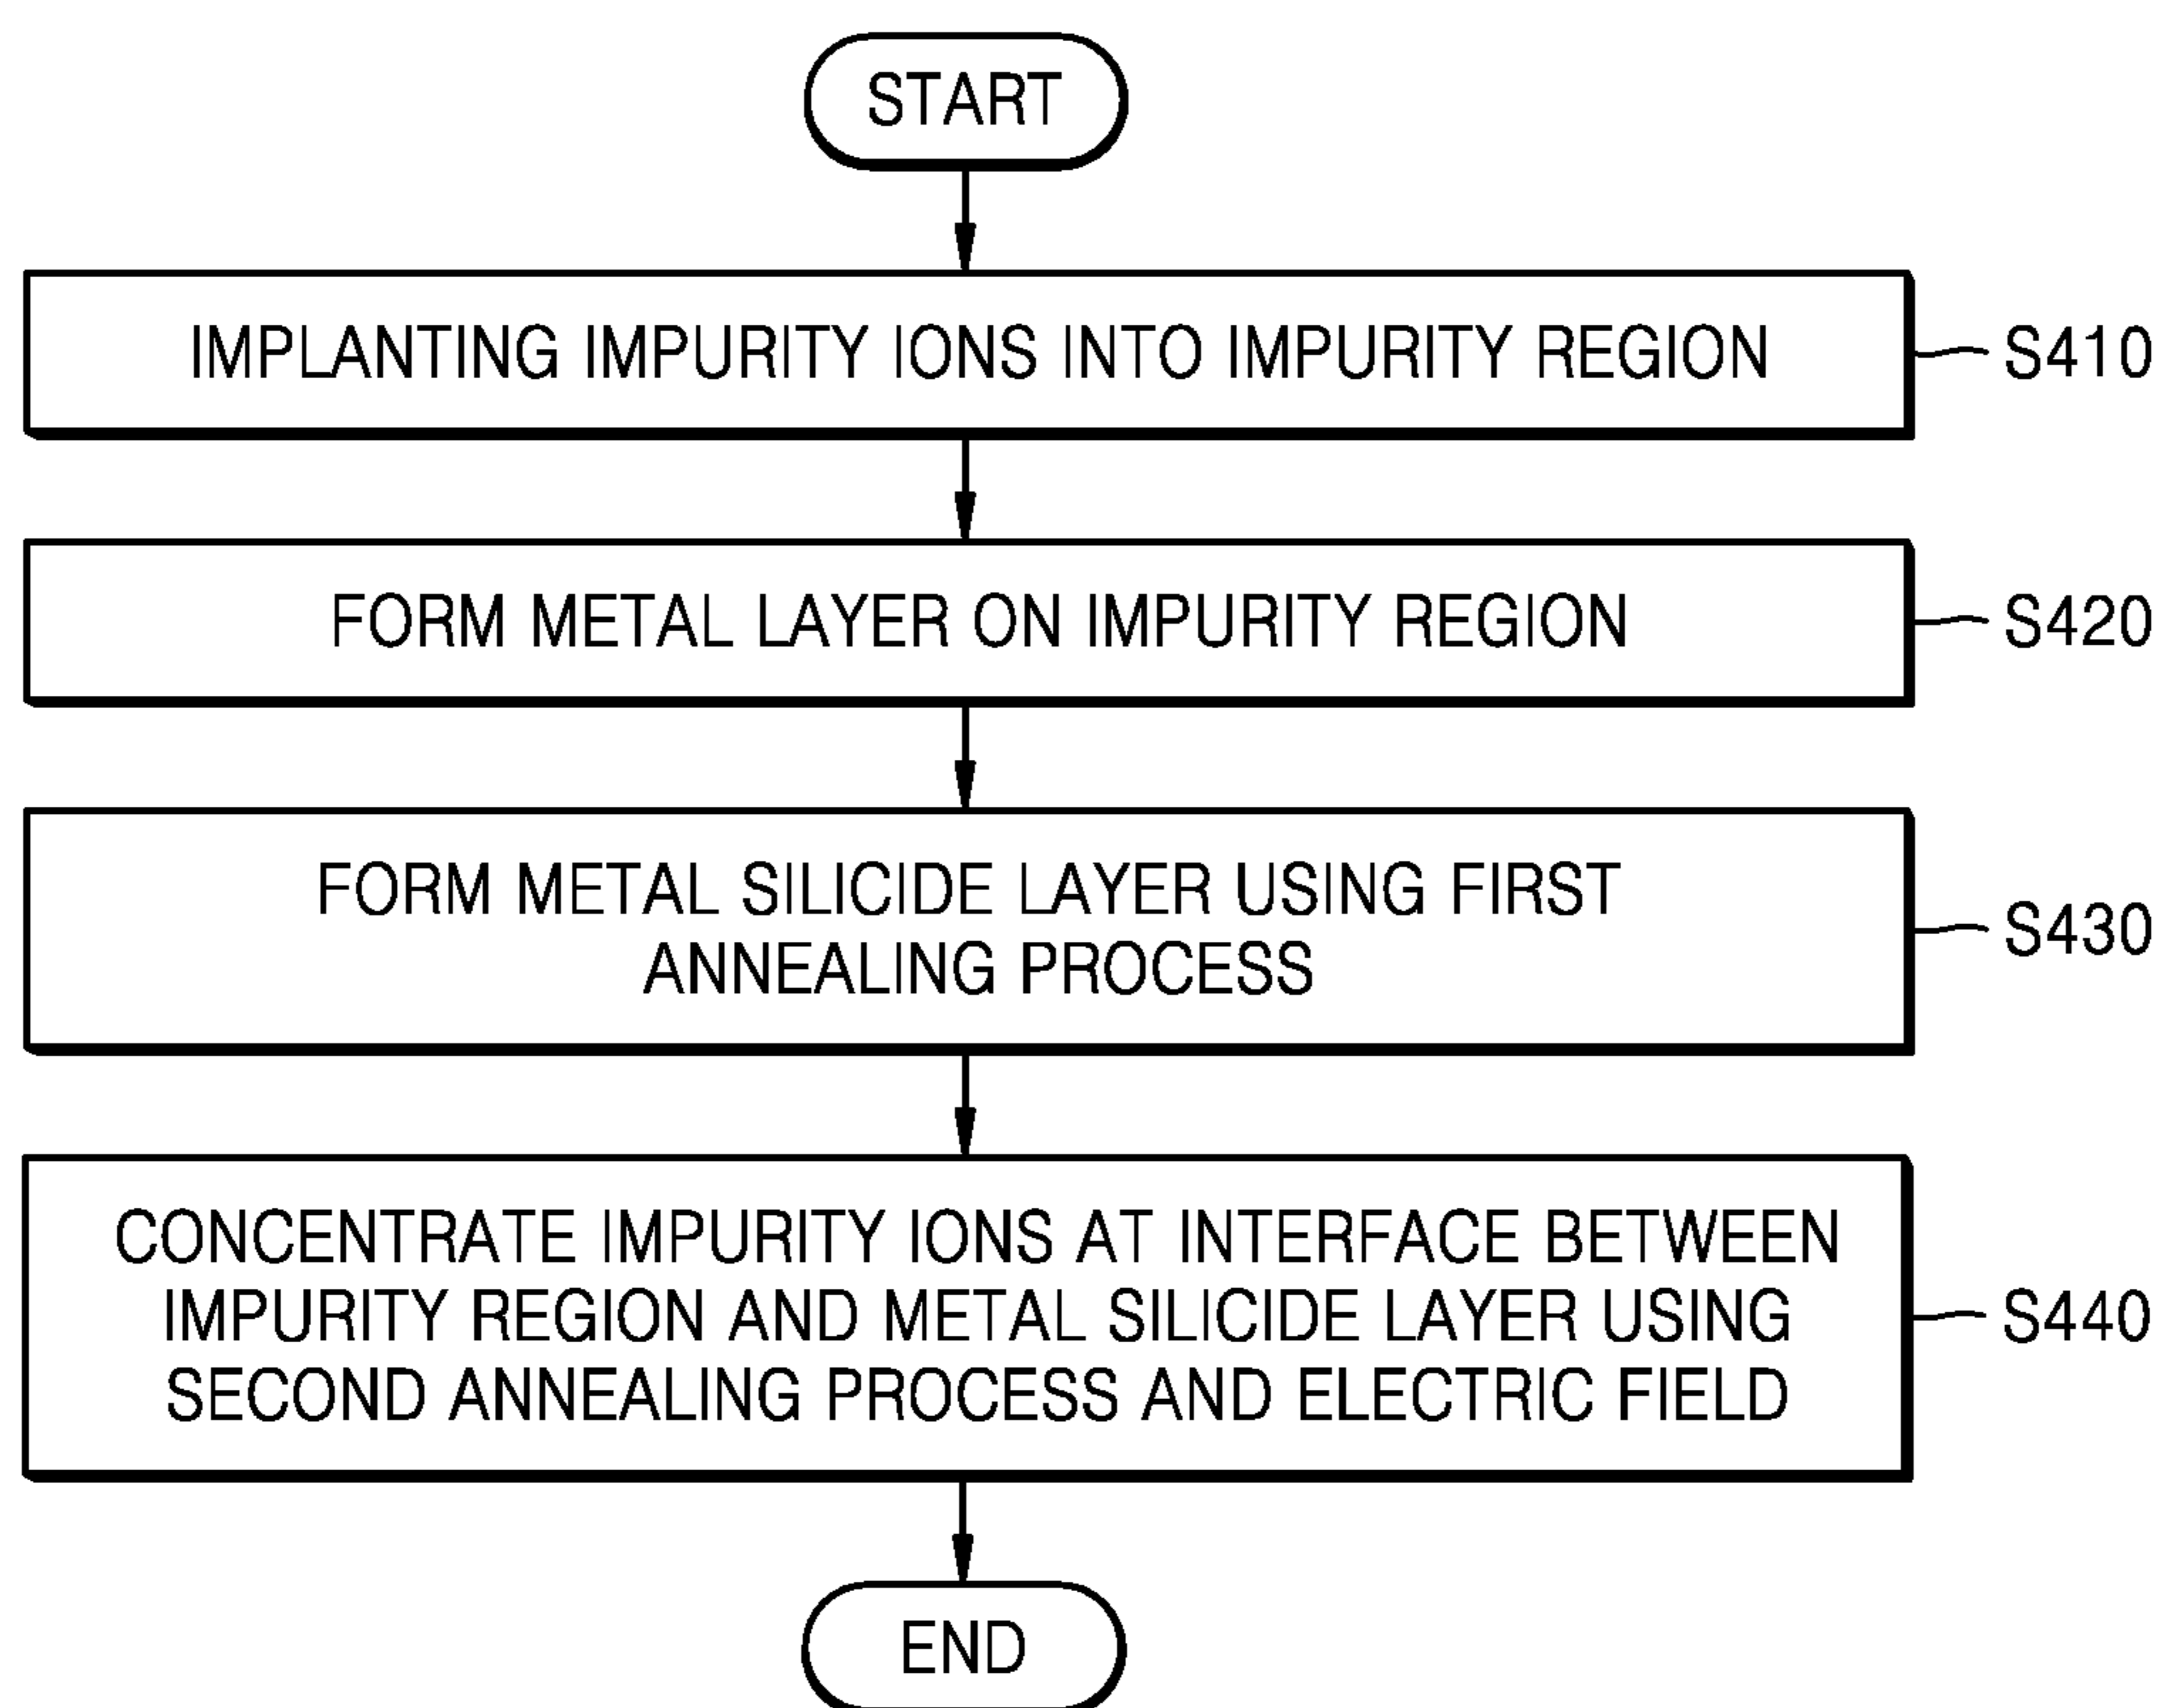 START
IMPLANTING IMPURITY IONS INTO IMPURITY REGION
S410
FORM METAL LAYER ON IMPURITY REGION
S420
FORM METAL SILICIDE LAYER USING FIRST
ANNEALING PROCESS
S430
CONCENTRATE IMPURITY IONS AT INTERFACE BETWEEN
IMPURITY REGION AND METAL SILICIDE LAYER USING
SECOND ANNEALING PROCESS AND ELECTRIC FIELD
S440
END